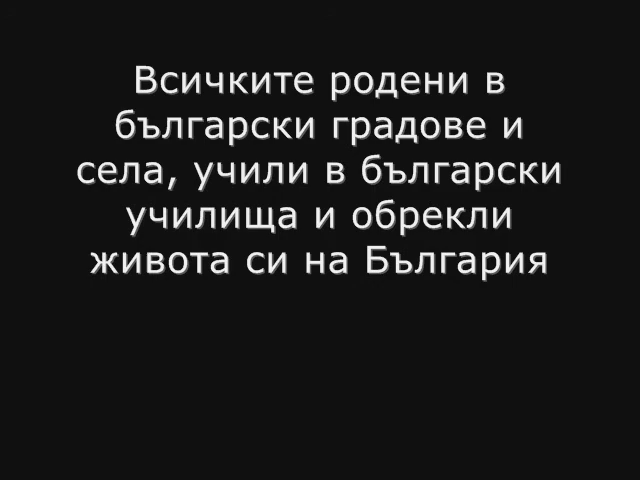 Всичките родени в
български градове и
села, учили в български
училища и обрекли
живота си на България